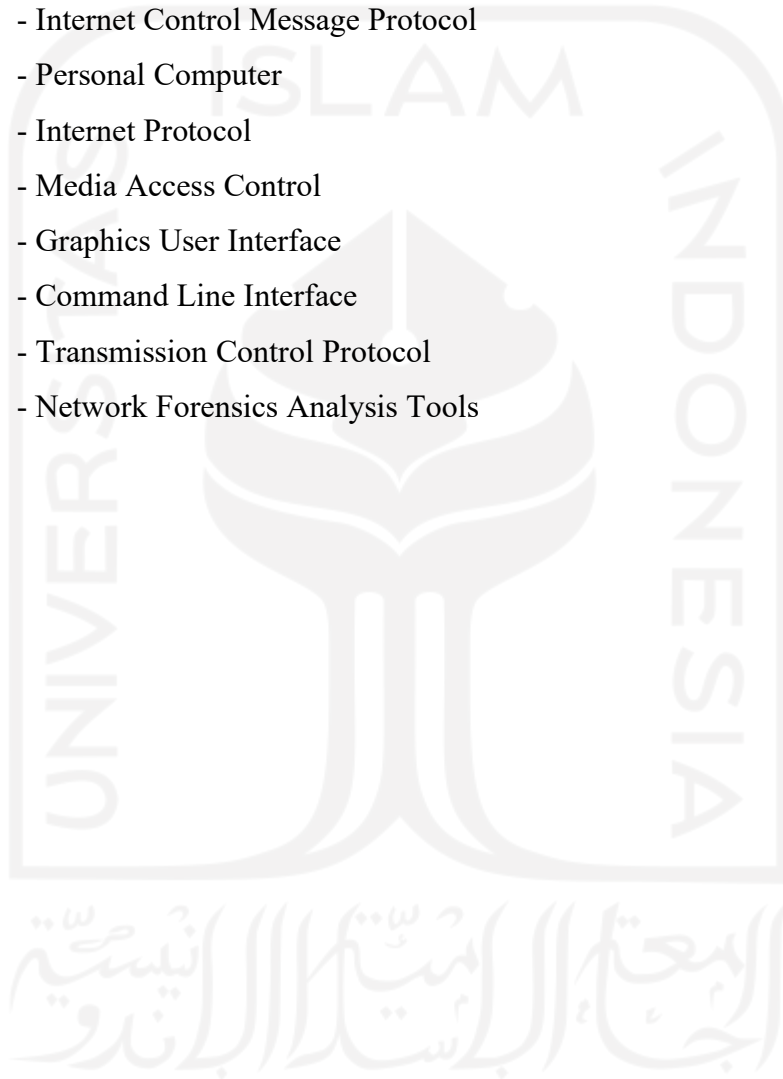 - Internet Control Message Protocol
- Personal Computer
- Internet Protocol
- Media Access Control
- Graphics User Interface
- Command Line Interface
- Transmission Control Protocol
- Network Forensics Analysis Tools
ISLAM
UNIVERSITAS
INDONESIA